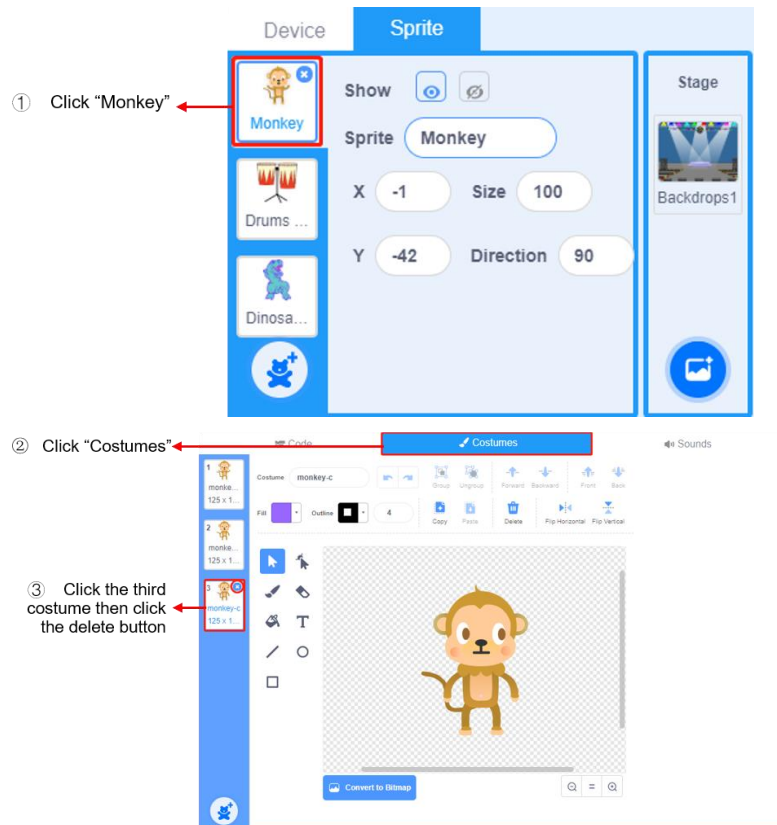 Device Sprite
① Click “Monkey”
Monkey
Drums ...
Dinosa...
Show
Sprite Monkey
X -1 Size 100
Y -42 Direction 90
Stage
Backdrops1
② Click “Costumes”
Code Costumes Sounds
1
monke...
125 x 1...
2
monke...
125 x 1...
3
monkey-c
125 x 1...
③ Click the third
costume then click
the delete button
Costume monkey-c Group Ungroup Forward Backward Front Back
Fill Outline 4 Copy Paste Delete Flip Horizontal Flip Vertical
T
Convert to Bitmap
=